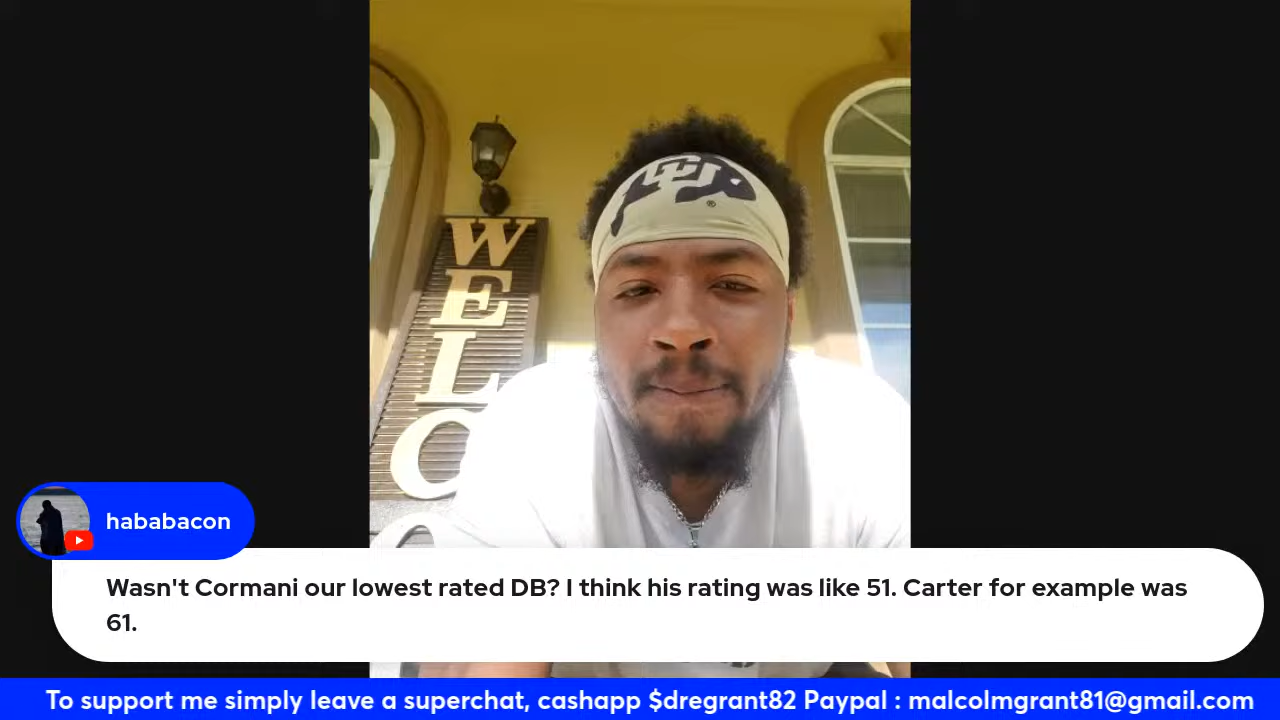 CU
®
W
E
L
C
O
hababacon
Wasn't Cormani our lowest rated DB? I think his rating was like 51. Carter for example was
61.
To support me simply leave a superchat, cashapp $dregrant82 Paypal : malcolmgrant81@gmail.com